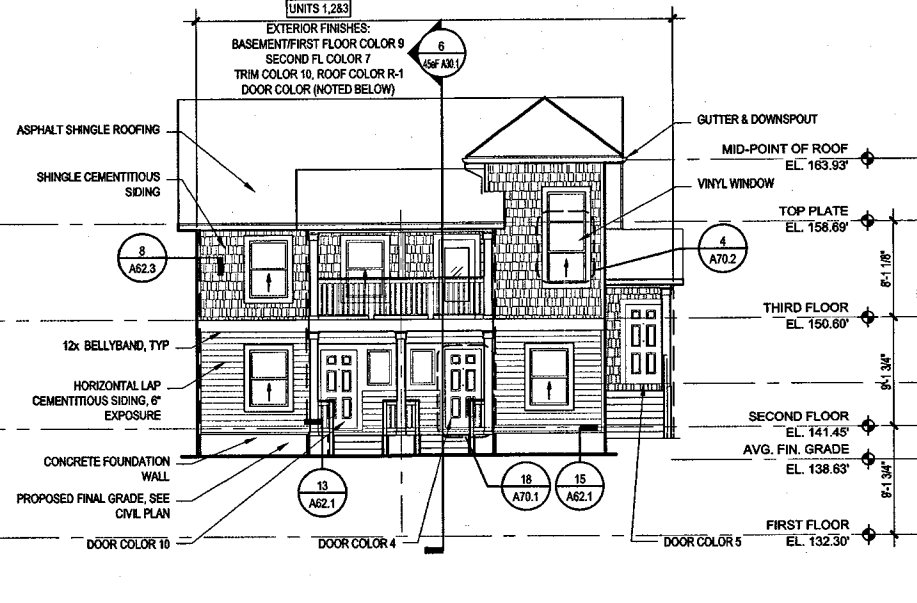 UNITS 1,2&3
EXTERIOR FINISHES:
BASEMENT/FIRST FLOOR COLOR 9
SECOND FL COLOR 7
TRIM COLOR 10, ROOF COLOR R-1
DOOR COLOR (NOTED BELOW)
6
A30.1
ASPHALT SHINGLE ROOFING
SHINGLE CEMENTITIOUS
SIDING
8
A62.3
12x BELLYBAND, TYP
HORIZONTAL LAP
CEMENTITIOUS SIDING, 6"
EXPOSURE
CONCRETE FOUNDATION
WALL
PROPOSED FINAL GRADE, SEE
CIVIL PLAN
DOOR COLOR 10
13
A62.1
DOOR COLOR 4
18
A70.1
15
A62.1
DOOR COLOR 5
GUTTER & DOWNSPOUT
VINYL WINDOW
4
A70.2
MID-POINT OF ROOF
EL. 163.93'
TOP PLATE
EL. 158.69'
8'-1 1/8"
THIRD FLOOR
EL. 150.60'
9'-1 3/4"
SECOND FLOOR
EL. 141.45'
AVG. FIN. GRADE
EL. 138.63'
9'-1 3/4"
FIRST FLOOR
EL. 132.30'